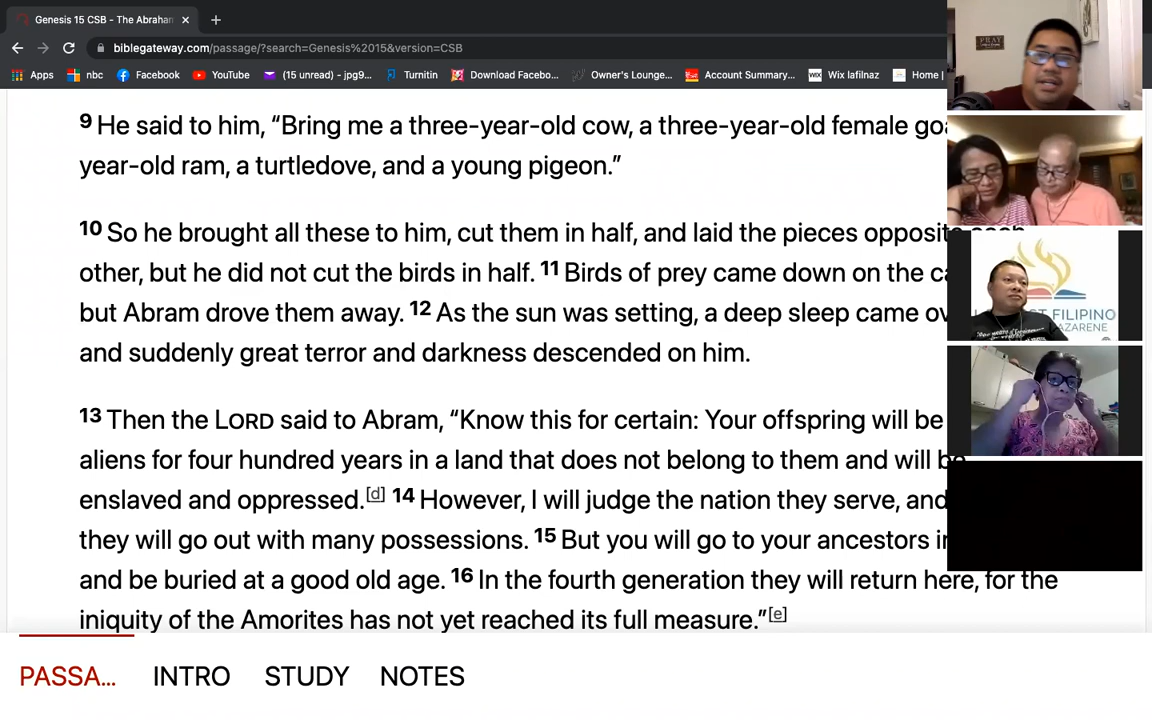 Genesis 15 CSB - The Abraham
biblegateway.com/passage/?search=Genesis%2015&version=CSB
Apps nbc Facebook YouTube (15 unread) - jpg9... Turnitin Download Facebo... Owner's Lounge... Account Summary... WIX Wix lafilnaz Home |
PRAY
9 He said to him, “Bring me a three-year-old cow, a three-year-old female goa
year-old ram, a turtledove, and a young pigeon.”
10 So he brought all these to him, cut them in half, and laid the pieces opposite each
other, but he did not cut the birds in half. 11 Birds of prey came down on the ca
but Abram drove them away. 12 As the sun was setting, a deep sleep came ov
and suddenly great terror and darkness descended on him.
FILIPINO
AZARENE
13 Then the LORD said to Abram, “Know this for certain: Your offspring will be
aliens for four hundred years in a land that does not belong to them and will be
enslaved and oppressed.[d] 14 However, I will judge the nation they serve, and
they will go out with many possessions. 15 But you will go to your ancestors in
and be buried at a good old age. 16 In the fourth generation they will return here, for the
iniquity of the Amorites has not yet reached its full measure.”[e]
PASSA... INTRO STUDY NOTES